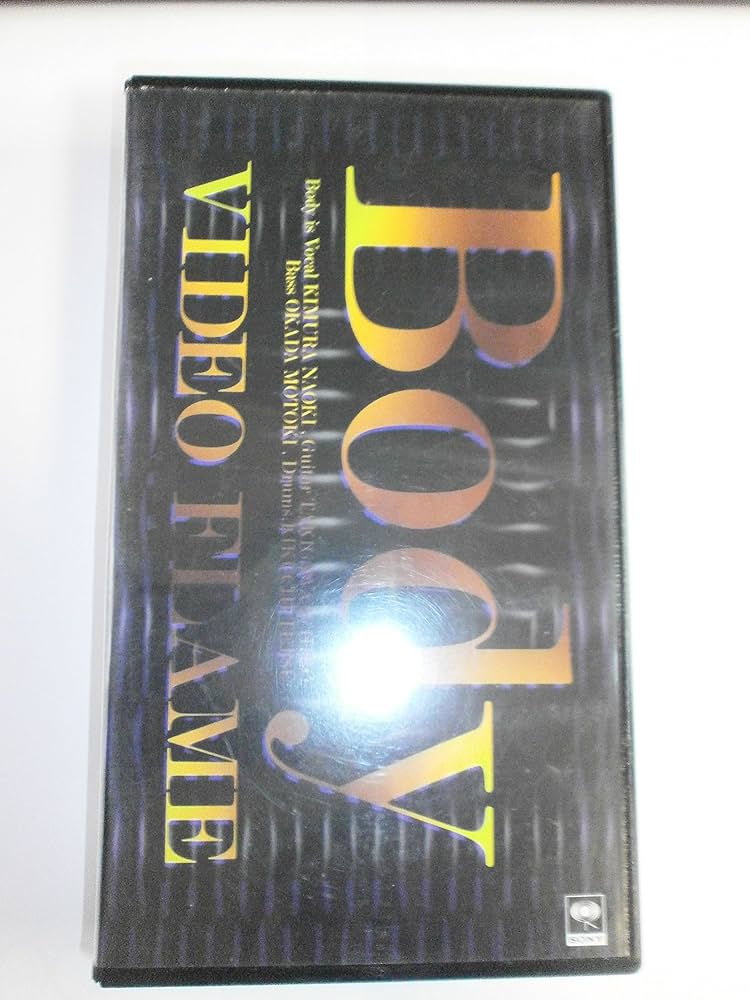 Body
Body is Vocal KIMURA NAOKI, Guitar
Bass OKADA MOTOKI, Drums
VIDEO FLAME
SONY